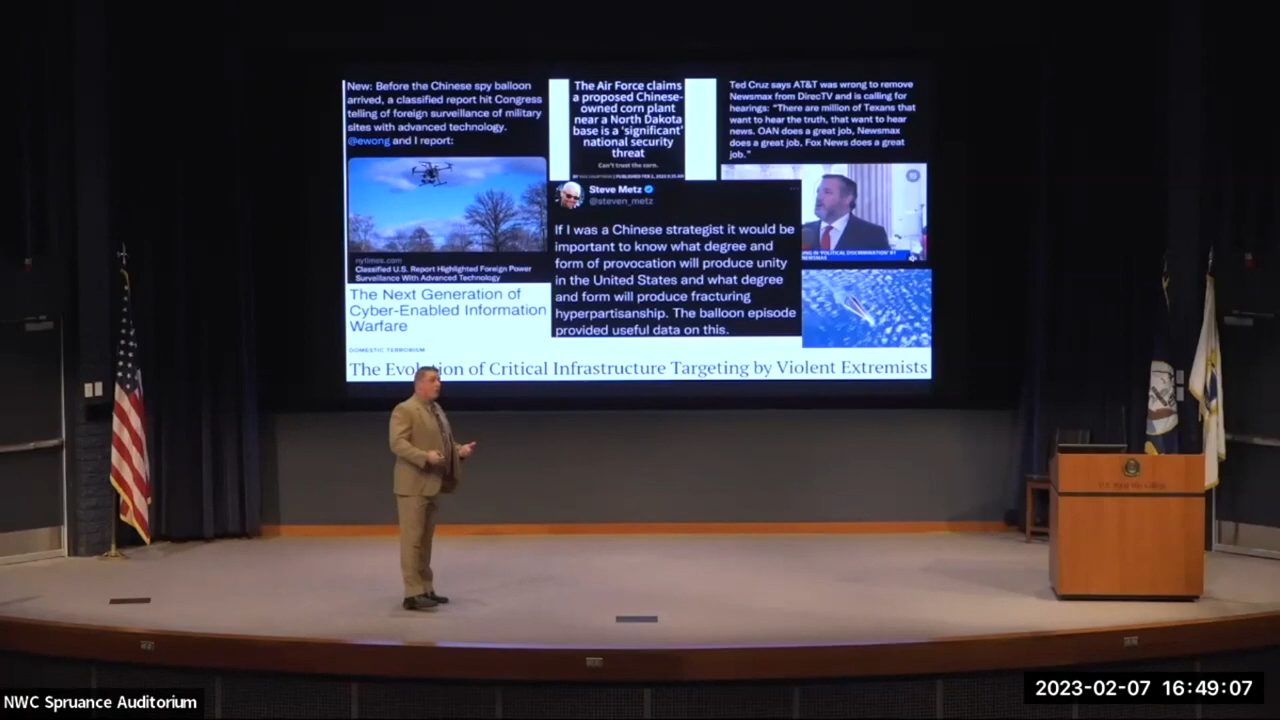 New: Before the Chinese spy balloon
arrived, a classified report hit Congress
telling of foreign surveillance of military
sites with advanced technology.
@ewong and I report:
nytimes.com
Classified U.S. Report Highlighted Foreign Power
Surveillance With Advanced Technology
The Next Generation of
Cyber-Enabled Information
Warfare
The Air Force claims
a proposed Chinese-
owned corn plant
near a North Dakota
base is a 'significant'
national security
threat
Can't trust the corn.
Steve Metz
@steven_metz
If I was a Chinese strategist it would be
important to know what degree and
form of provocation will produce unity
in the United States and what degree
and form will produce fracturing
hyperpartisanship. The balloon episode
provided useful data on this.
Ted Cruz says AT&T was wrong to remove
Newsmax from DirecTV and is calling for
hearings: "There are million of Texans that
want to hear the truth, that want to hear
news. OAN does a great job, Newsmax
does a great job, Fox News does a great
job."
NG IN 'POLITICAL DISCRIMINATION' BY
NEWSMAX
DOMESTIC TERRORISM
The Evolution of Critical Infrastructure Targeting by Violent Extremists
NWC Spruance Auditorium
2023-02-07 16:49:07